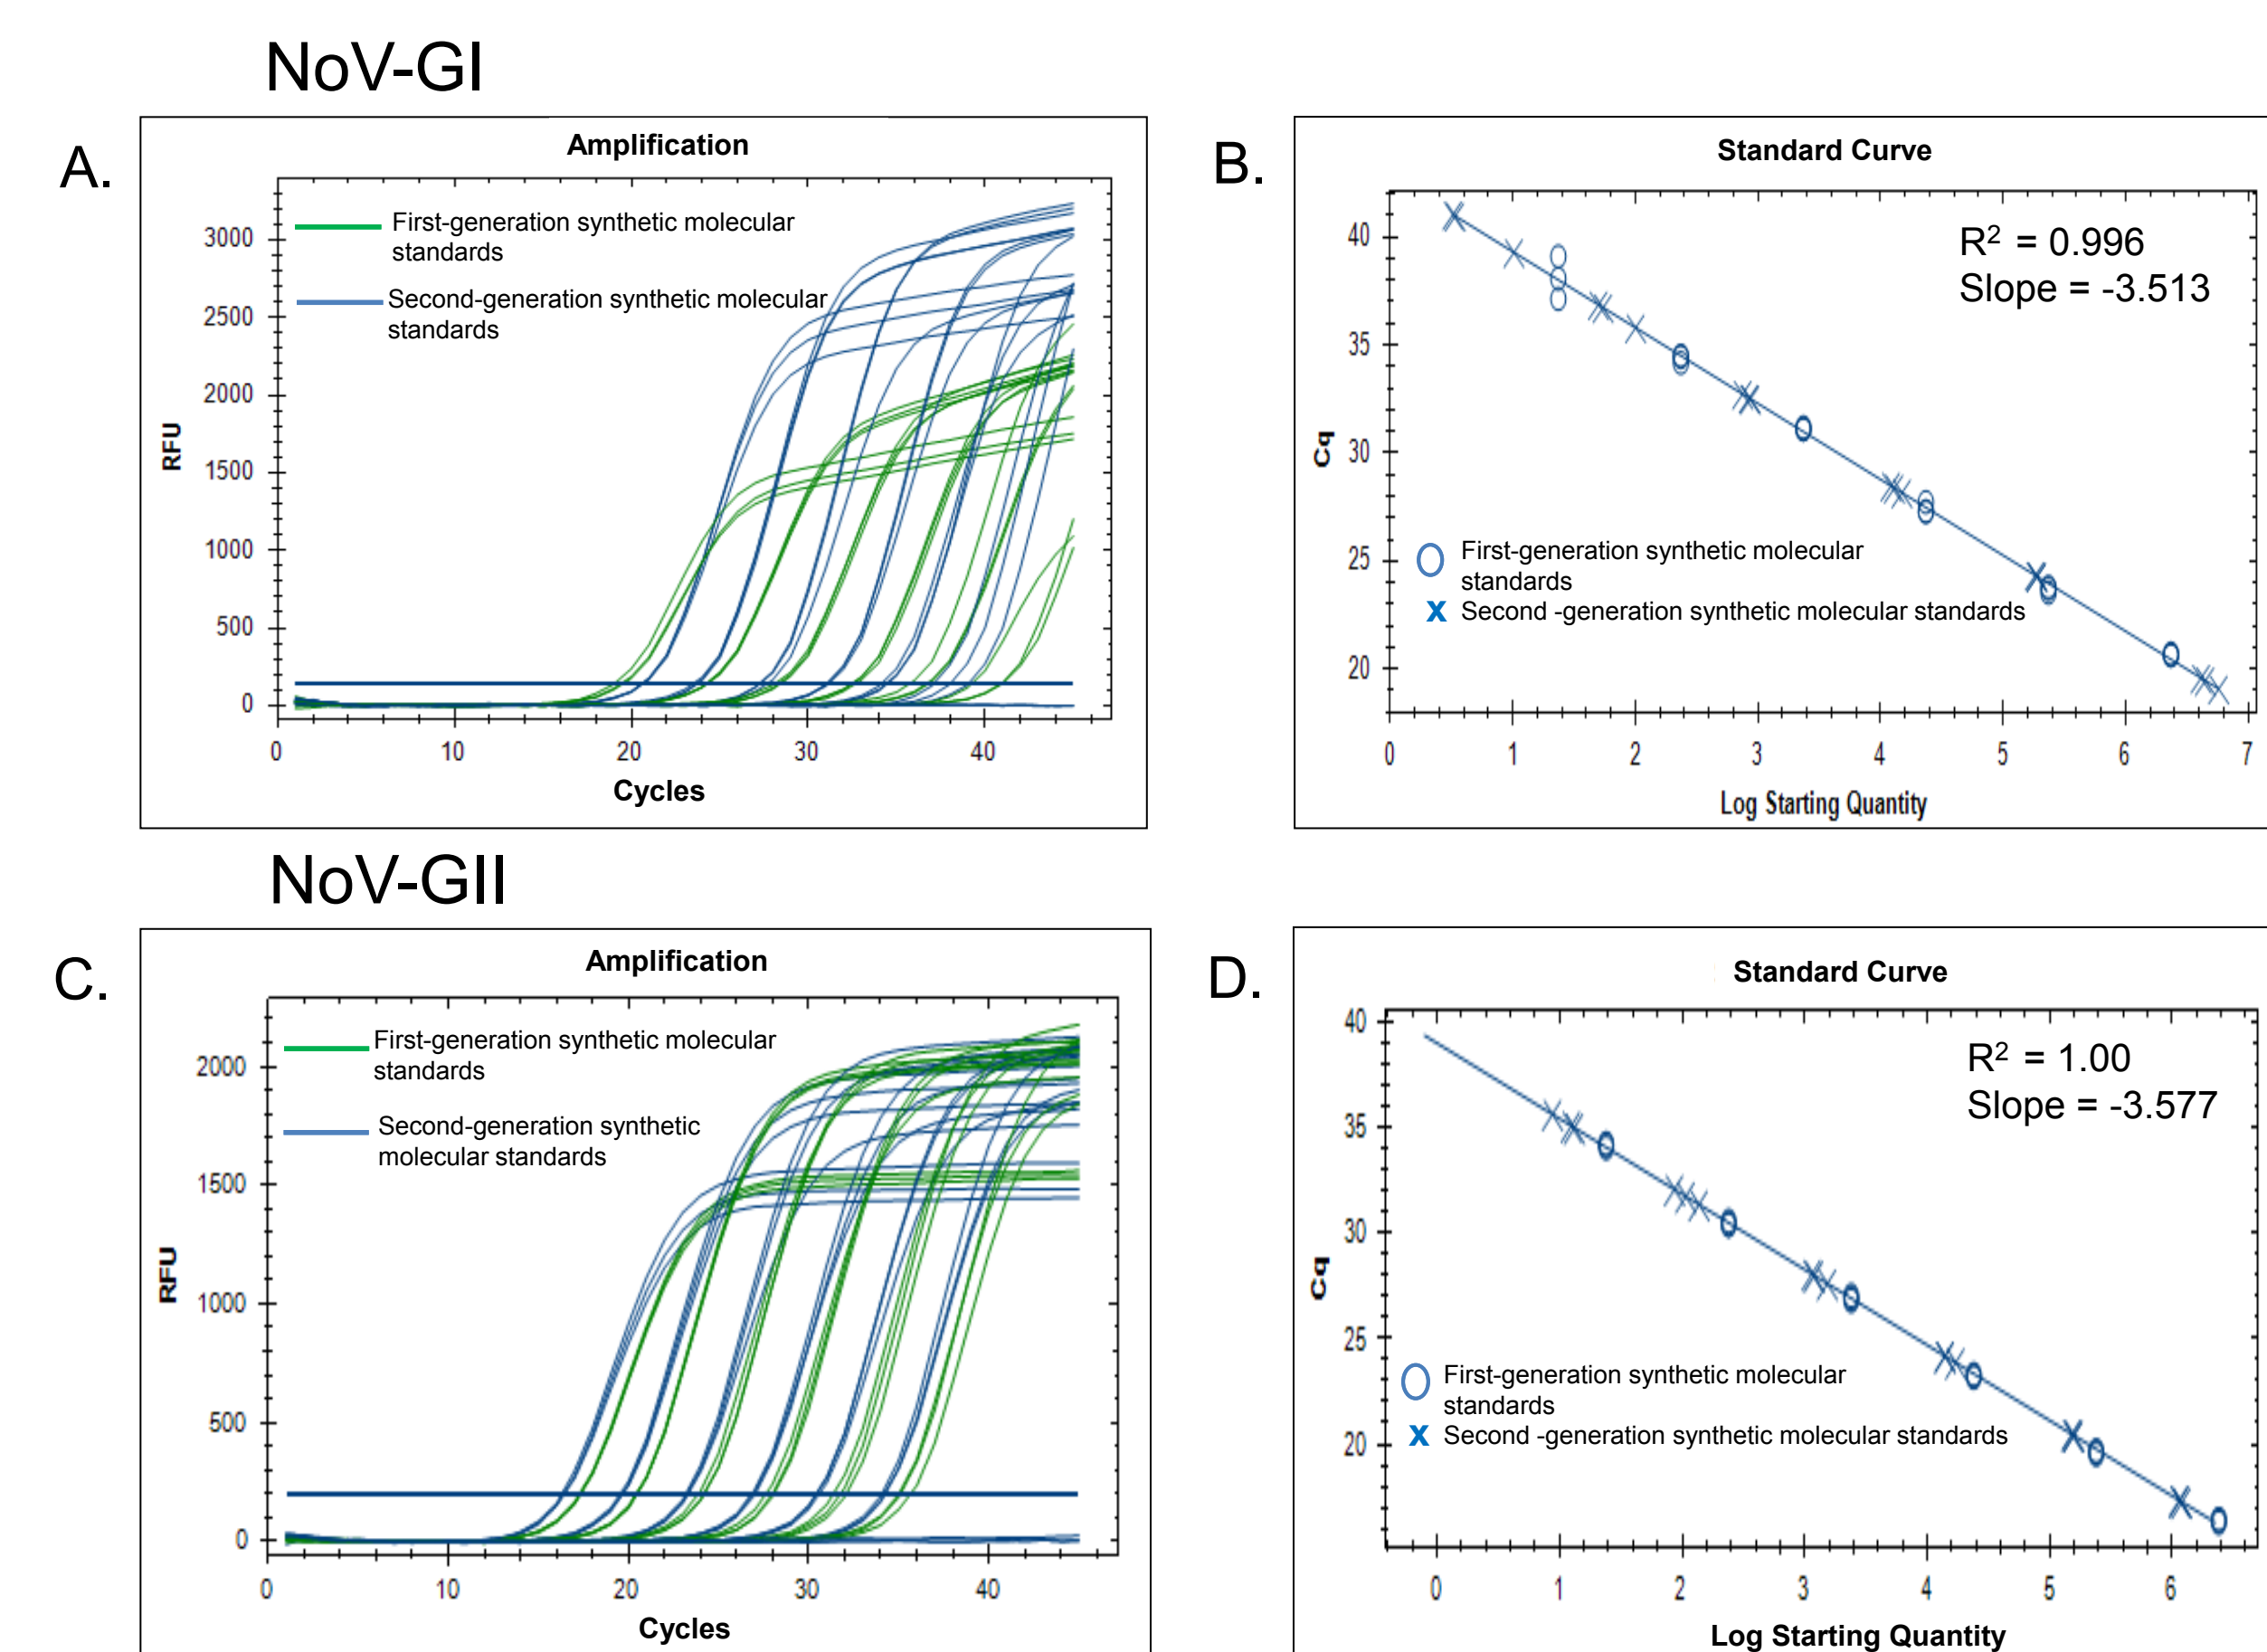 NoV-GI
A.
Amplification
First-generation synthetic molecular
standards
Second-generation synthetic molecular
standards
3000
2500
2000
1500
1000
500
0
RFU
0 10 20 30 40
Cycles
B.
Standard Curve
R² = 0.996
Slope = -3.513
40
35
30
25
20
Cq
First-generation synthetic molecular
standards
x Second -generation synthetic molecular standards
0 1 2 3 4 5 6 7
Log Starting Quantity
NoV-GII
C.
Amplification
First-generation synthetic molecular
standards
Second-generation synthetic
molecular standards
2000
1500
1000
500
0
RFU
0 10 20 30 40
Cycles
D.
Standard Curve
R² = 1.00
Slope = -3.577
40
35
30
25
20
Cq
First-generation synthetic molecular
standards
x Second -generation synthetic molecular standards
0 1 2 3 4 5 6
Log Starting Quantity